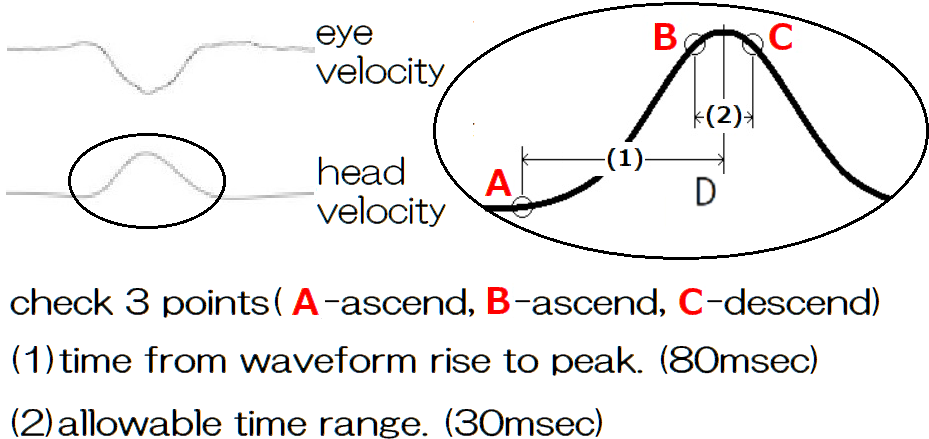 eye
velocity
head
velocity
A
B
C
(1)
(2)
D
check 3 points( A-ascend, B-ascend, C-descend)
(1)time from waveform rise to peak. (80msec)
(2)allowable time range. (30msec)